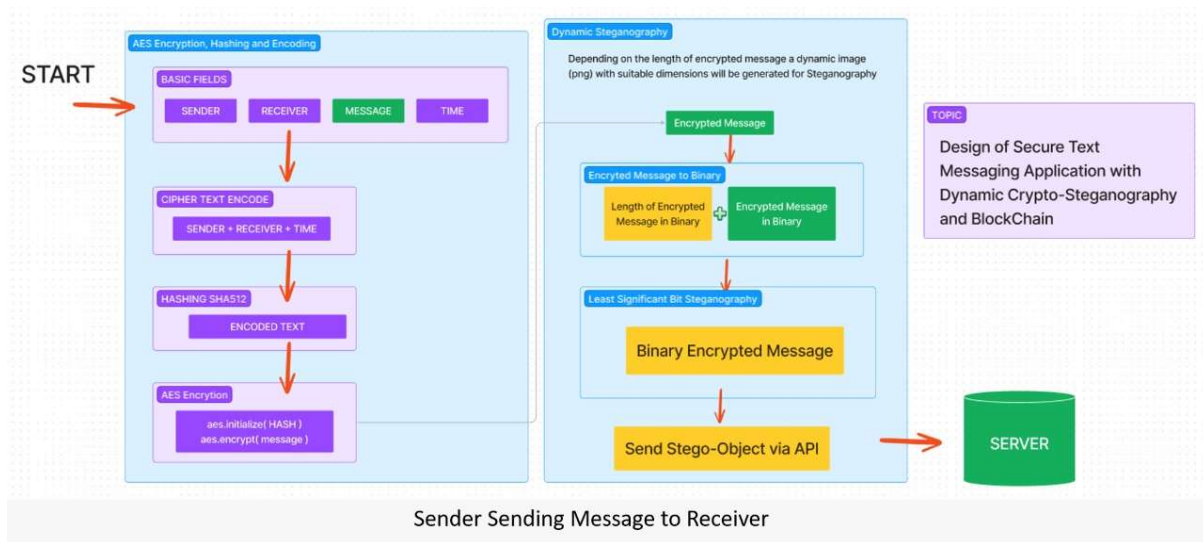 START
AES Encryption, Hashing and Encoding
BASIC FIELDS
SENDER
RECEIVER
MESSAGE
TIME
CIPHER TEXT ENCODE
SENDER + RECEIVER + TIME
HASHING SHA512
ENCODED TEXT
AES Encrytion
aes.initialize( HASH )
aes.encrypt( message )
Dynamic Steganography
Depending on the length of encrypted message a dynamic image
(png) with suitable dimensions will be generated for Steganography
Encrypted Message
Encryted Message to Binary
Length of Encrypted
Message in Binary
Encrypted Message
in Binary
Least Significant Bit Steganography
Binary Encrypted Message
Send Stego-Object via API
TOPIC
Design of Secure Text
Messaging Application with
Dynamic Crypto-Steganography
and BlockChain
SERVER
Sender Sending Message to Receiver